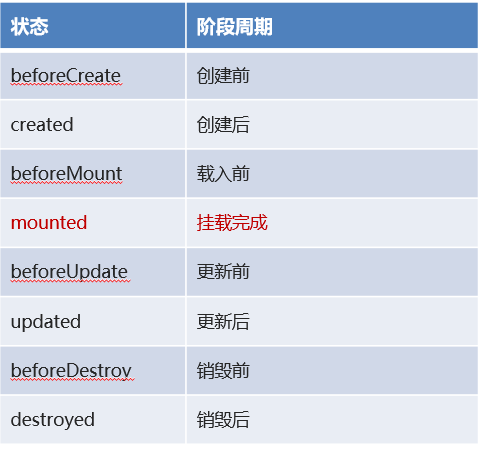 状态 阶段周期
beforeCreate 创建前
created 创建后
beforeMount 载入前
mounted 挂载完成
beforeUpdate 更新前
updated 更新后
beforeDestroy 销毁前
destroyed 销毁后